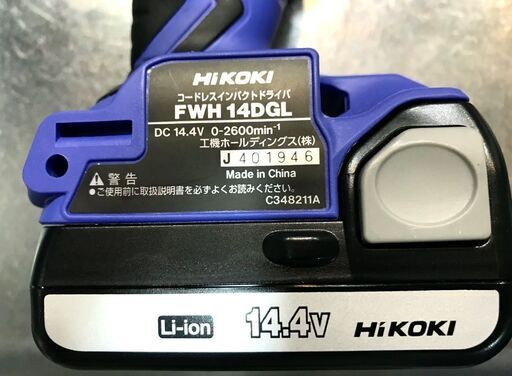 HiKOKI
コードレスインパクトドライバ
FWH 14DGL
DC 14.4V 0-2600min⁻¹
工機ホールディングス(株)
J 401946
Made in China
⚠ 警告
●ご使用前に取扱説明書を必ずよくお読みください。
C348211A
Li-ion 14.4V HiKOKI